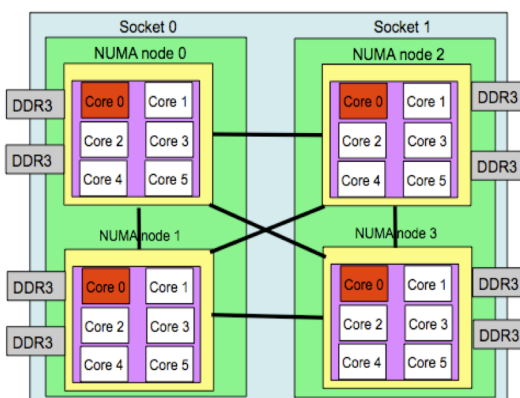 Socket 0
Socket 1
NUMA node 0
NUMA node 2
DDR3
Core 0
Core 1
Core 2
Core 3
DDR3
Core 4
Core 5
Core 0
Core 1
DDR3
Core 2
Core 3
Core 4
Core 5
DDR3
NUMA node 1
NUMA node 3
DDR3
Core 0
Core 1
Core 2
Core 3
DDR3
Core 4
Core 5
Core 0
Core 1
DDR3
Core 2
Core 3
DDR3
Core 4
Core 5